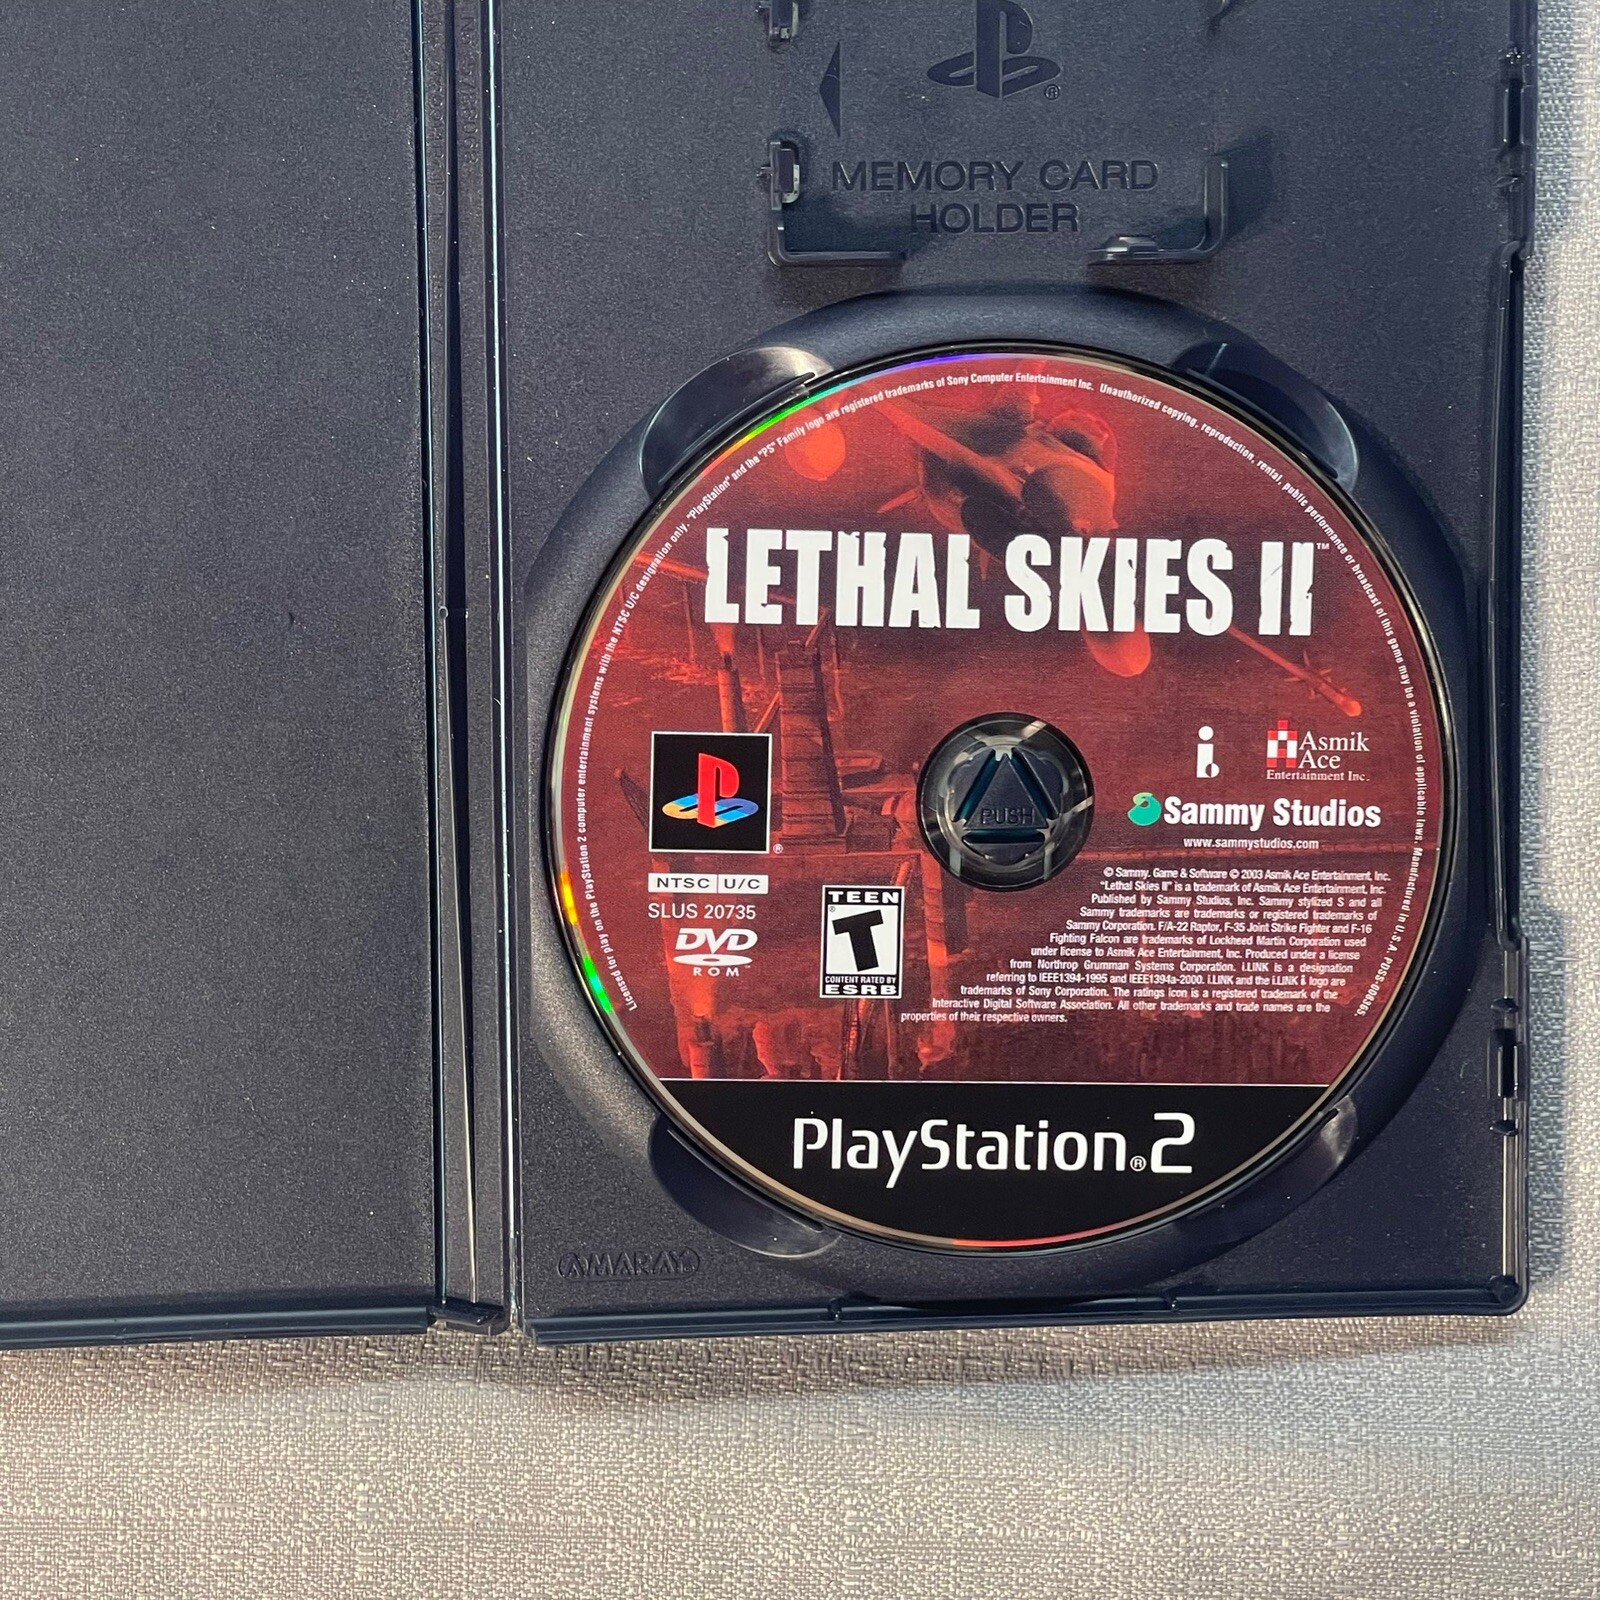 MEMORY CARD
HOLDER
Licensed for play on the PlayStation 2 computer entertainment systems with the NTSC U/C designation only. "PlayStation" and the "PS" Family logo are registered trademarks of Sony Computer Entertainment Inc. Unauthorized copying, reproduction, rental, public performance or broadcast of this game may be a violation of applicable laws. Manufactured in U.S.A. PDSS-006365.
LETHAL SKIES II™
Asmik
Ace
Entertainment Inc.
PUSH
Sammy Studios
www.sammystudios.com
®
NTSC U/C
SLUS 20735
DVD
ROM™
TEEN
T
®
CONTENT RATED BY
ESRB
© Sammy. Game & Software © 2003 Asmik Ace Entertainment, Inc.
"Lethal Skies II" is a trademark of Asmik Ace Entertainment, Inc.
Published by Sammy Studios, Inc. Sammy stylized S and all
Sammy trademarks are trademarks or registered trademarks of
Sammy Corporation. F/A-22 Raptor, F-35 Joint Strike Fighter and F-16
Fighting Falcon are trademarks of Lockheed Martin Corporation used
under license to Asmik Ace Entertainment, Inc. Produced under a license
from Northrop Grumman Systems Corporation. i.LINK is a designation
referring to IEEE1394-1995 and IEEE1394a-2000. i.LINK and the i.LINK i logo are
trademarks of Sony Corporation. The ratings icon is a registered trademark of the
Interactive Digital Software Association. All other trademarks and trade names are the
properties of their respective owners.
PlayStation®2
AMARAY